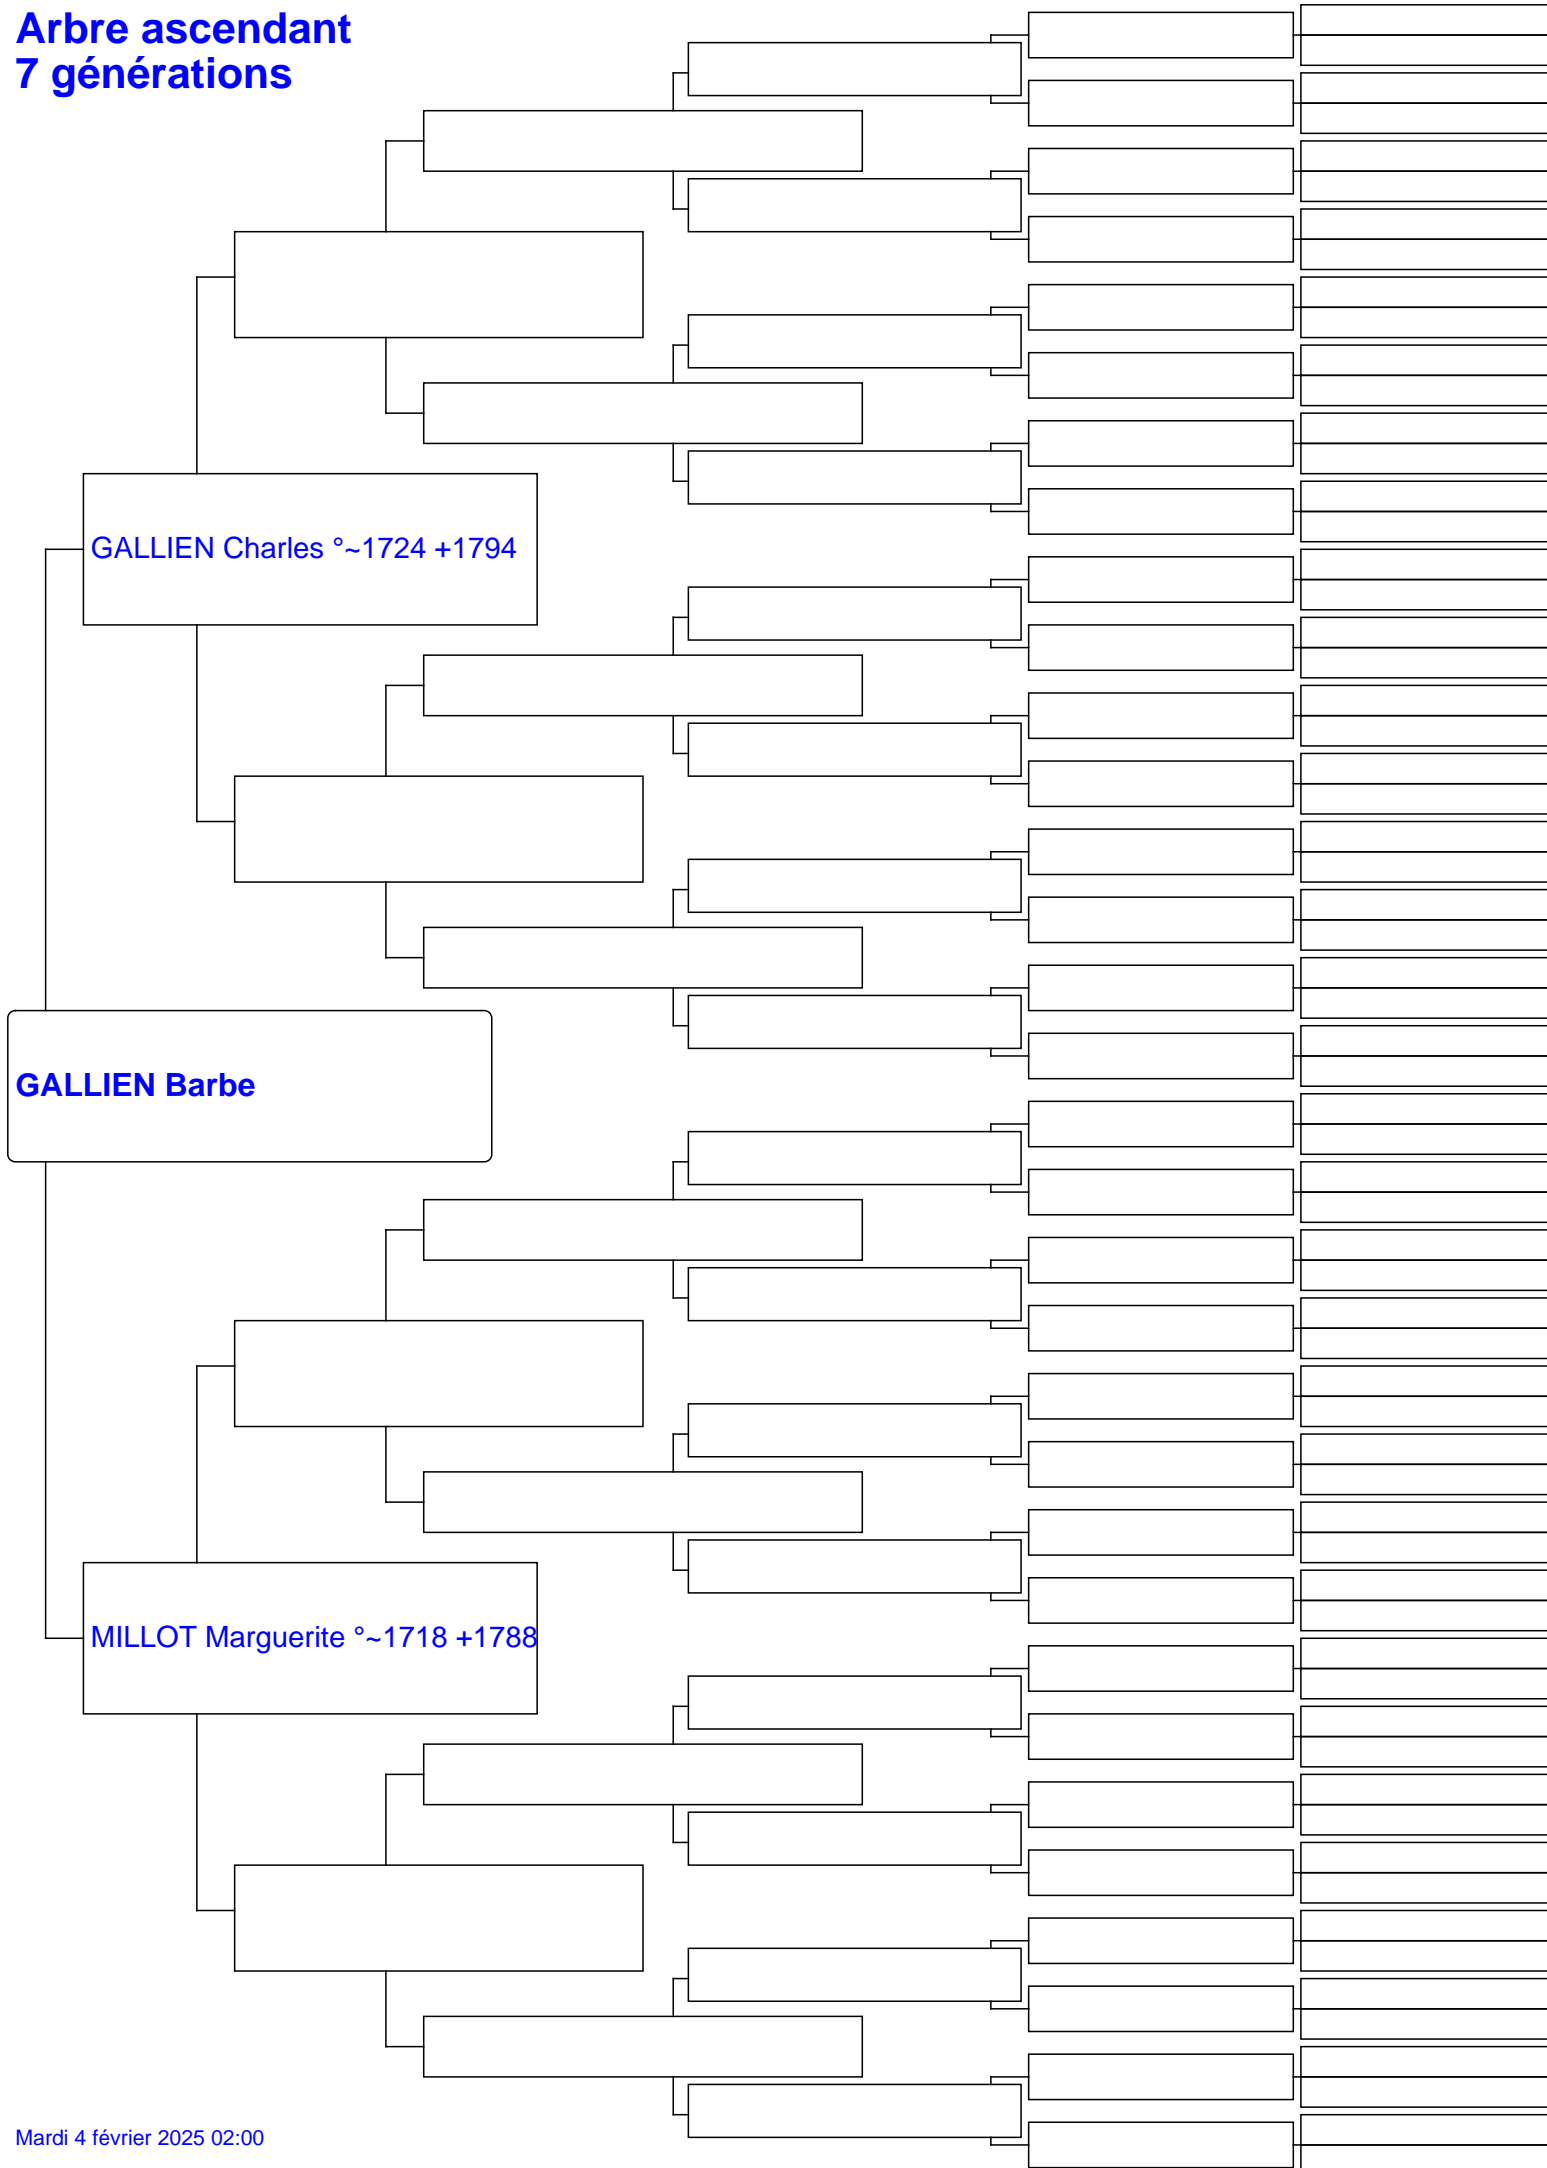 Arbre ascendant
7 générations
GALLIEN Charles °~1724 +1794
GALLIEN Barbe
MILLOT Marguerite °~1718 +1788
Mardi 4 février 2025 02:00